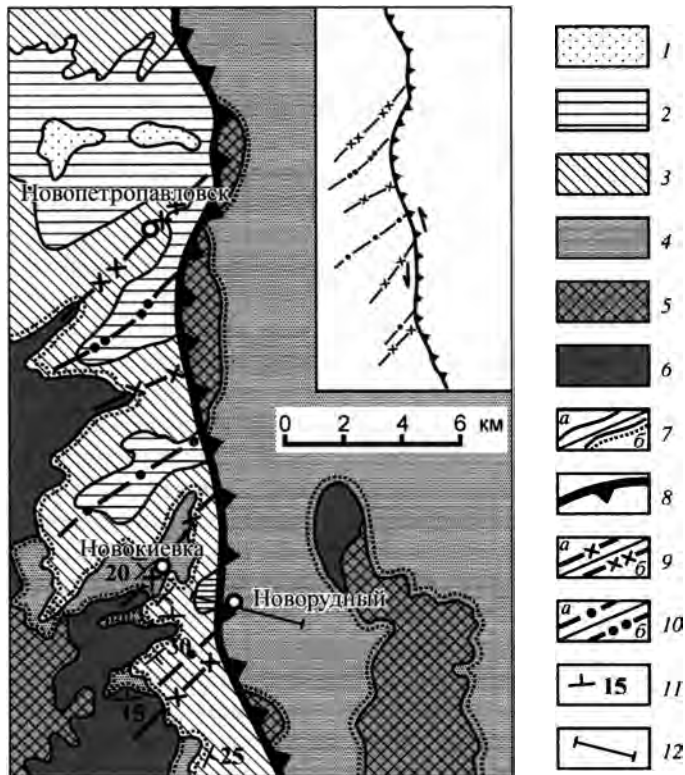 Новопетропавловск
0 2 4 6 км
Новокиевка
20
Новорудный
30
15
25
1
2
3
4
5
6
а б 7
8
а б 9
а б 10
15 11
12